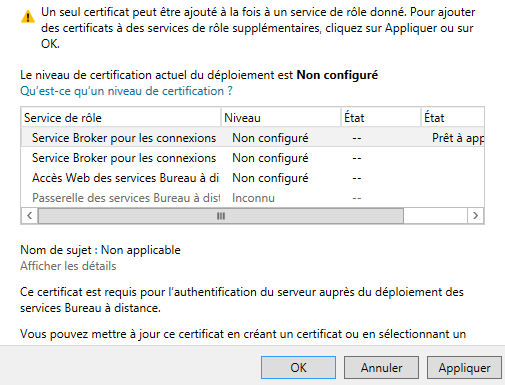 Un seul certificat peut être ajouté à la fois à un service de rôle donné. Pour ajouter
des certificats à des services de rôle supplémentaires, cliquez sur Appliquer ou sur
OK.
Le niveau de certification actuel du déploiement est Non configuré
Qu'est-ce qu'un niveau de certification ?
Service de rôle Niveau État État
Service Broker pour les connexions Non configuré -- Prêt à app
Service Broker pour les connexions Non configuré --
Accès Web des services Bureau à di Non configuré --
Passerelle des services Bureau à dist Inconnu --
Nom de sujet : Non applicable
Afficher les détails
Ce certificat est requis pour l'authentification du serveur auprès du déploiement des
services Bureau à distance.
Vous pouvez mettre à jour ce certificat en créant un certificat ou en sélectionnant un
OK Annuler Appliquer